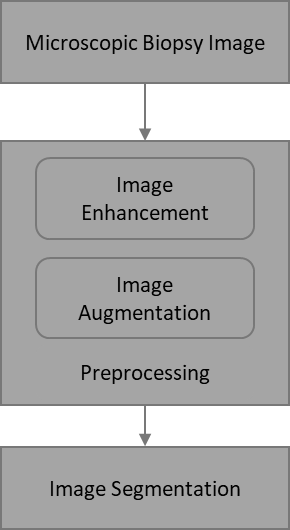 Microscopic Biopsy Image
Image
Enhancement
Image
Augmentation
Preprocessing
Image Segmentation